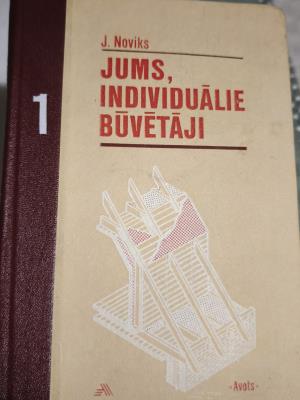 1
J. Noviks
JUMS,
INDIVIDUĀLIE
BŪVĒTĀJI
«Avots»